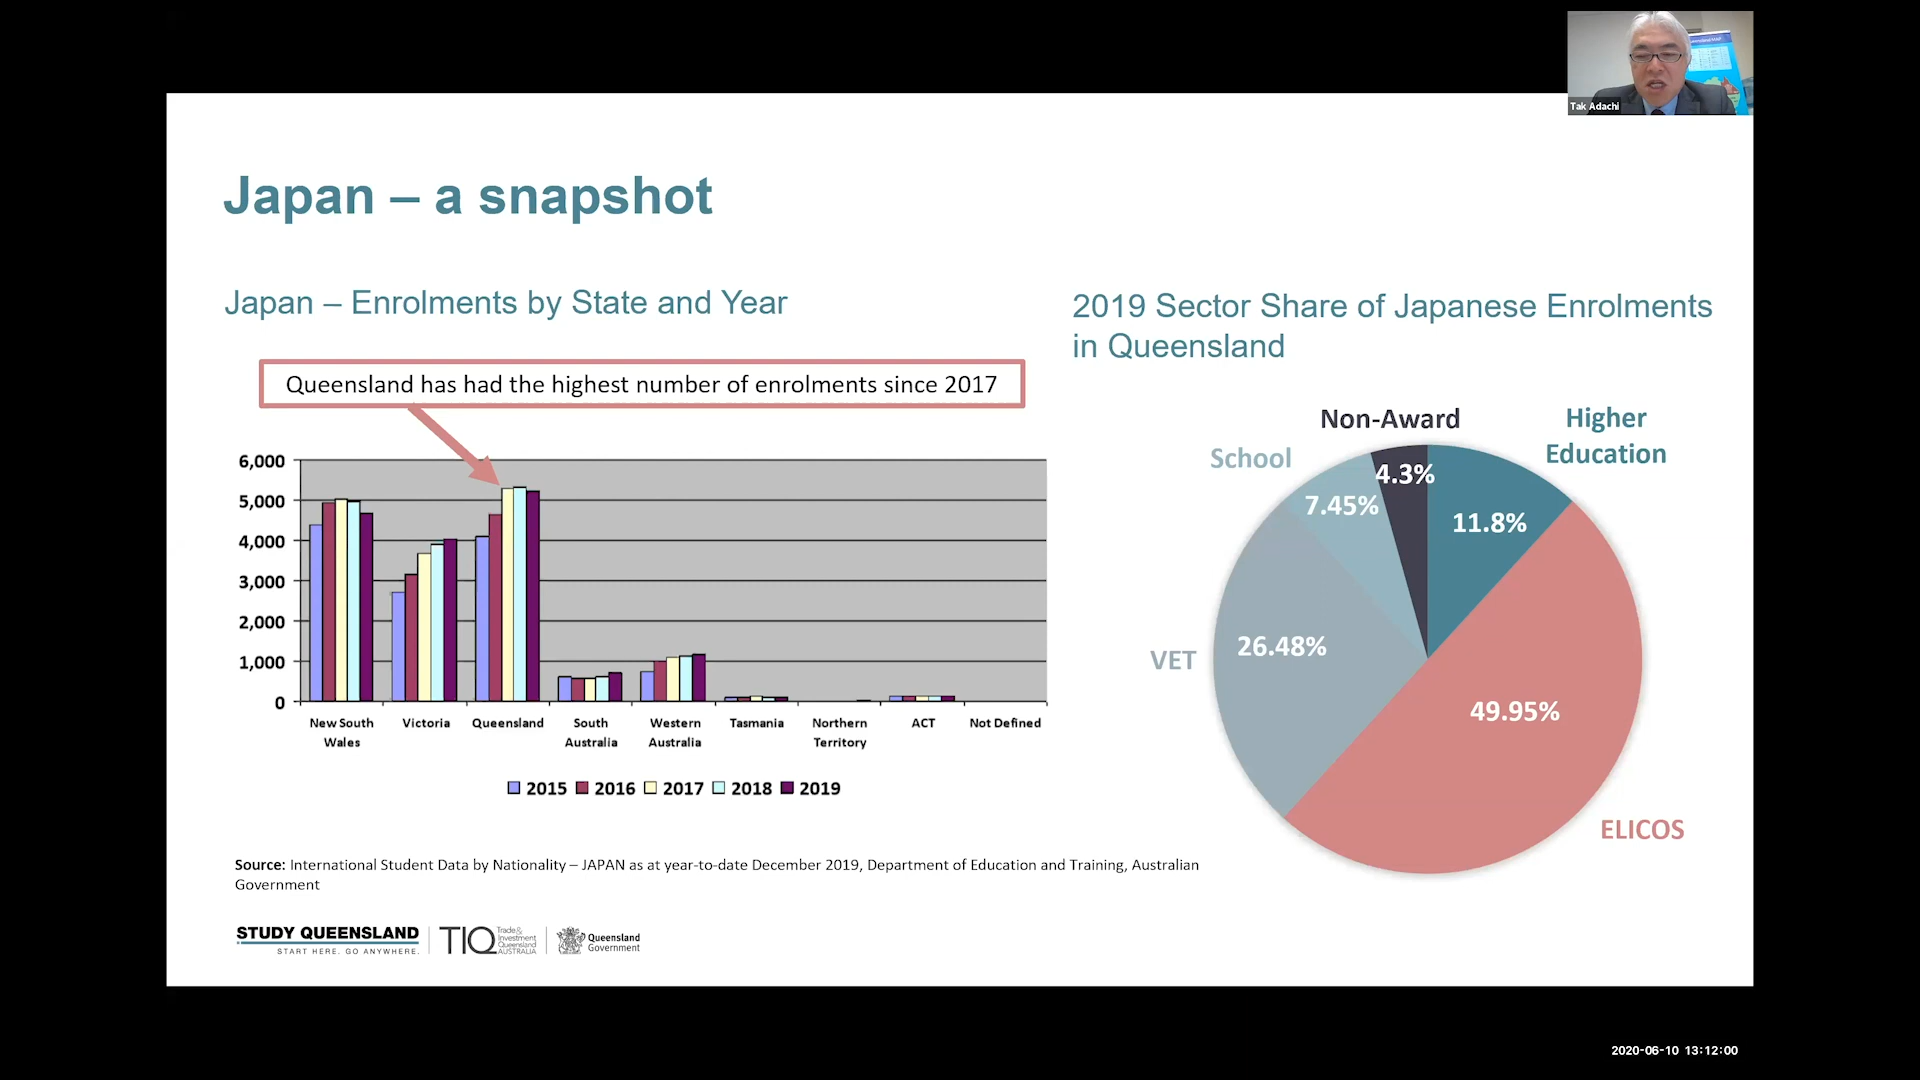 Tak Adachi
Japan – a snapshot
Japan – Enrolments by State and Year
Queensland has had the highest number of enrolments since 2017
6,000
5,000
4,000
3,000
2,000
1,000
0
New South
Wales
Victoria
Queensland
South
Australia
Western
Australia
Tasmania
Northern
Territory
ACT
Not Defined
2015 2016 2017 2018 2019
2019 Sector Share of Japanese Enrolments
in Queensland
Non-Award
Higher
Education
School
4.3%
7.45%
11.8%
VET
26.48%
49.95%
ELICOS
Source: International Student Data by Nationality – JAPAN as at year-to-date December 2019, Department of Education and Training, Australian
Government
STUDY QUEENSLAND
START HERE. GO ANYWHERE.
TIQ
Trade &
Investment
Queensland
AUSTRALIA
Queensland
Government
2020-06-10 13:12:00